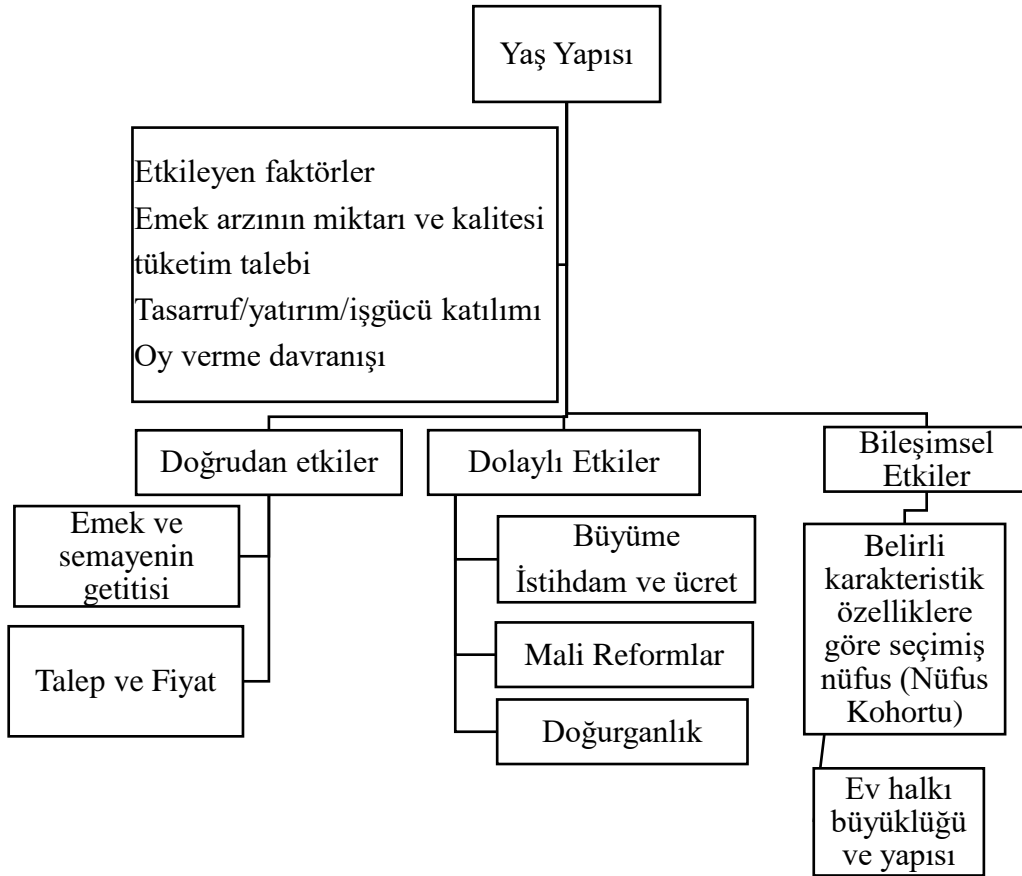 Yaş Yapısı
Etkileyen faktörler
Emek arzının miktarı ve kalitesi
tüketim talebi
Tasarruf/yatırım/işgücü katılımı
Oy verme davranışı
Doğrudan etkiler
Emek ve
semayenin
getitisi
Talep ve Fiyat
Dolaylı Etkiler
Büyüme
İstihdam ve ücret
Mali Reformlar
Doğurganlık
Bileşimsel
Etkiler
Belirli
karakteristik
özelliklere
göre seçimiş
nüfus (Nüfus
Kohortu)
Ev halkı
büyüklüğü
ve yapısı